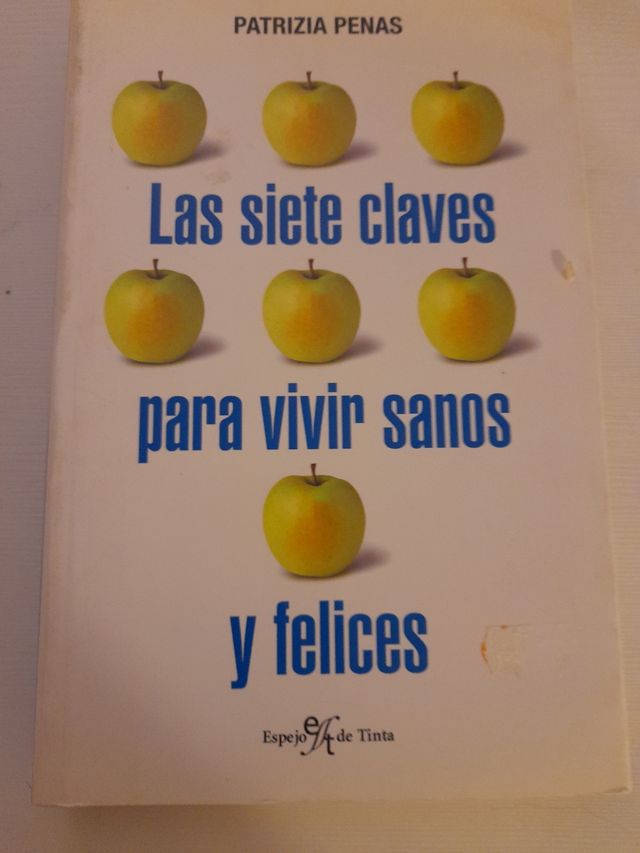 PATRIZIA PENAS
Las siete claves
para vivir sanos
y felices
Espejo de Tinta